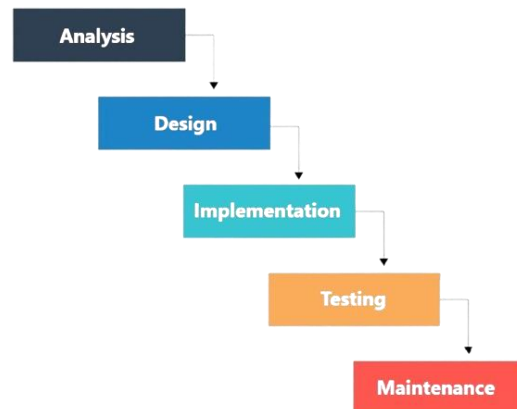 Analysis
Design
Implementation
Testing
Maintenance